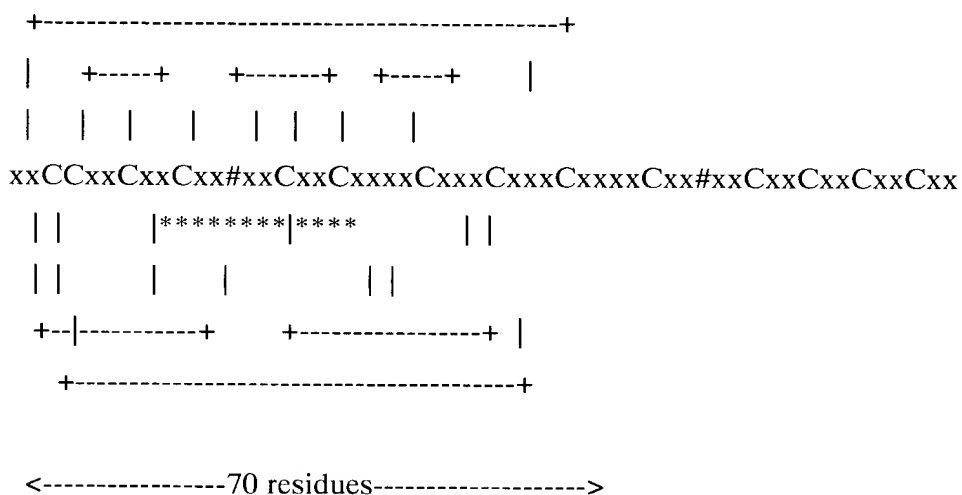 +-----------------------------------------------------+
| +-----+ +-------+ +-----+ |
| | | | | | | |
xxCCxxCxxCxx#xxCxxCxxxxCxxxCxxxCxxxxCxx#xxCxxCxxCxxCxx
| | |********|**** | |
| | | | | |
+--|-----------+ +-------------------+ |
+---------------------------------------------+
<----------------70 residues--------------------->